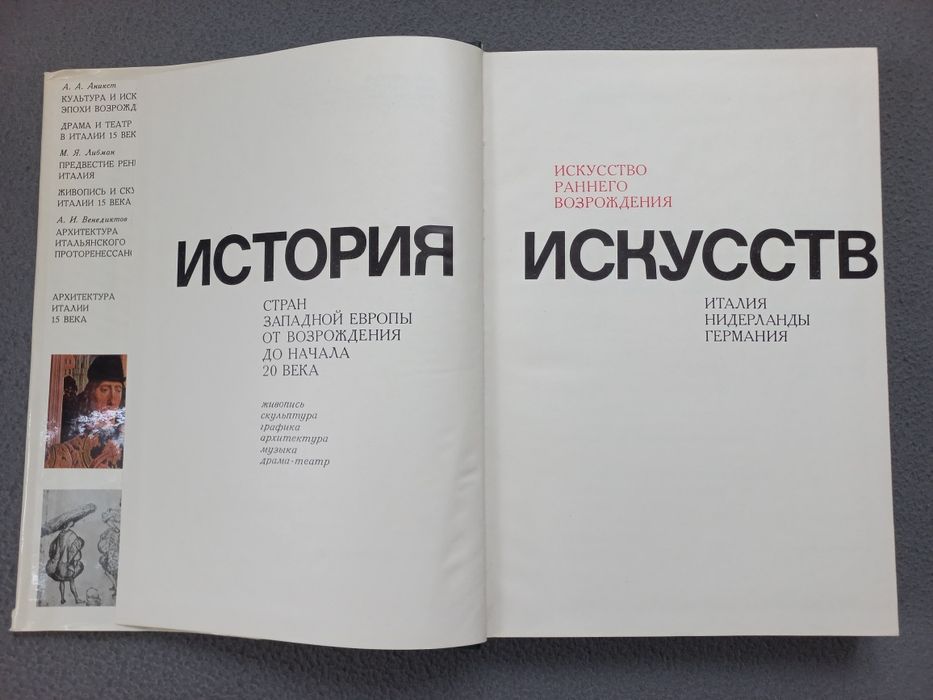 А. А. Аникст
КУЛЬТУРА И ИСК
ЭПОХИ ВОЗРОЖД
ДРАМА И ТЕАТР
В ИТАЛИИ 15 ВЕК
М. Я. Либман
ПРЕДВЕСТИЕ РЕН
ИТАЛИЯ
ЖИВОПИСЬ И СКУ
ИТАЛИИ 15 ВЕКА
А. И. Венедиктов
АРХИТЕКТУРА
ИТАЛЬЯНСКОГО
ПРОТОРЕНЕССАНС
АРХИТЕКТУРА
ИТАЛИИ
15 ВЕКА
ИСТОРИЯ
СТРАН
ЗАПАДНОЙ ЕВРОПЫ
ОТ ВОЗРОЖДЕНИЯ
ДО НАЧАЛА
20 ВЕКА
живопись
скульптура
графика
архитектура
музыка
драма-театр
ИСКУССТВО
РАННЕГО
ВОЗРОЖДЕНИЯ
ИСКУССТВ
ИТАЛИЯ
НИДЕРЛАНДЫ
ГЕРМАНИЯ